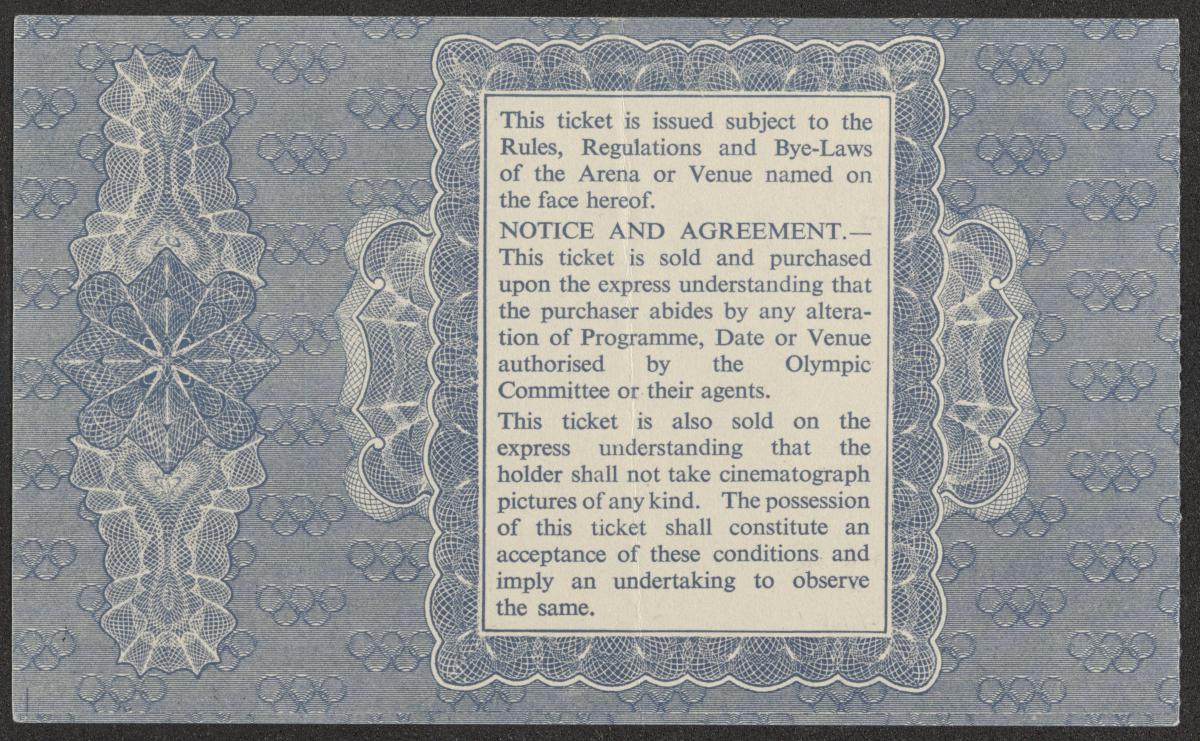 This ticket is issued subject to the
Rules, Regulations and Bye-Laws
of the Arena or Venue named on
the face hereof.
NOTICE AND AGREEMENT.—
This ticket is sold and purchased
upon the express understanding that
the purchaser abides by any altera-
tion of Programme, Date or Venue
authorised by the Olympic
Committee or their agents.
This ticket is also sold on the
express understanding that the
holder shall not take cinematograph
pictures of any kind. The possession
of this ticket shall constitute an
acceptance of these conditions and
imply an undertaking to observe
the same.